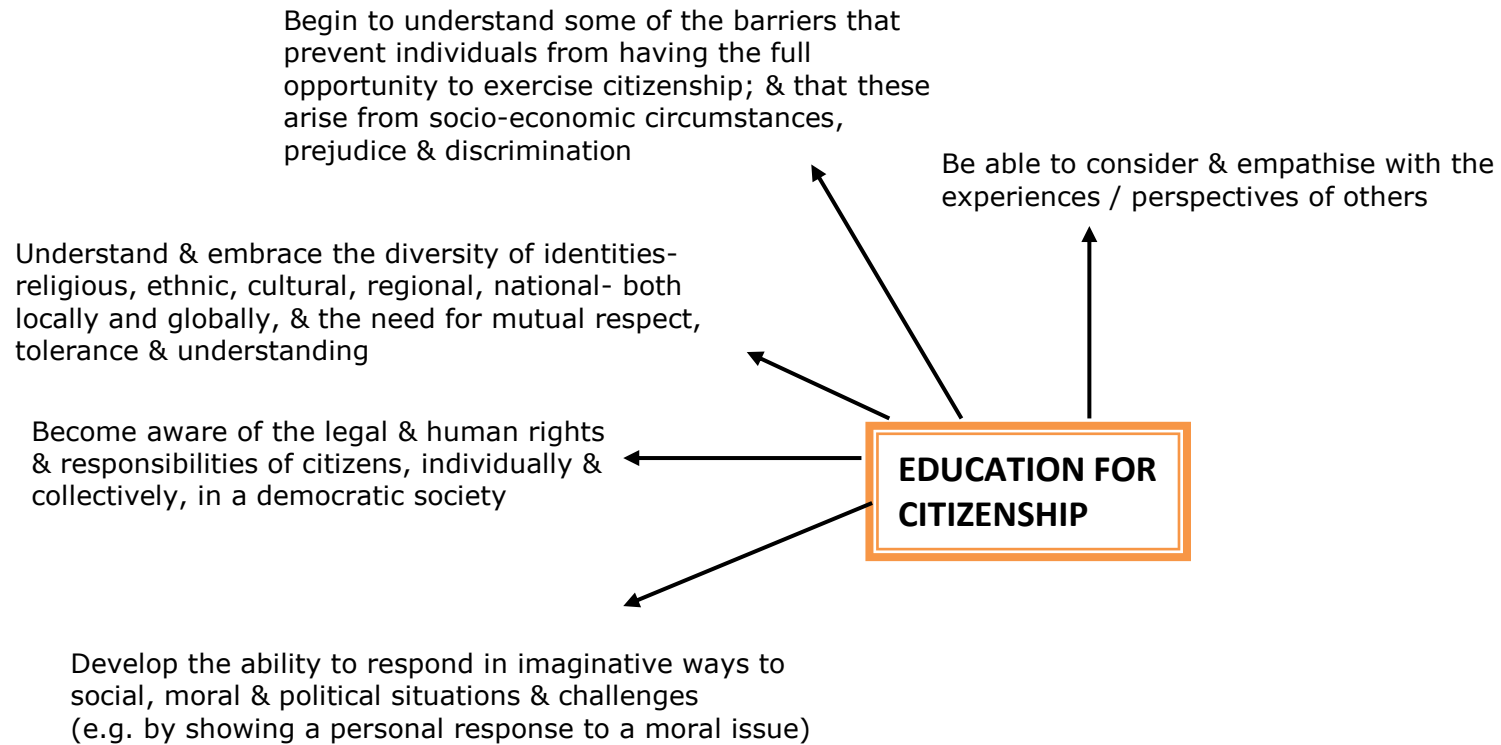 Begin to understand some of the barriers that
prevent individuals from having the full
opportunity to exercise citizenship; & that these
arise from socio-economic circumstances,
prejudice & discrimination
Be able to consider & empathise with the
experiences / perspectives of others
Understand & embrace the diversity of identities-
religious, ethnic, cultural, regional, national- both
locally and globally, & the need for mutual respect,
tolerance & understanding
Become aware of the legal & human rights
& responsibilities of citizens, individually &
collectively, in a democratic society
EDUCATION FOR
CITIZENSHIP
Develop the ability to respond in imaginative ways to
social, moral & political situations & challenges
(e.g. by showing a personal response to a moral issue)